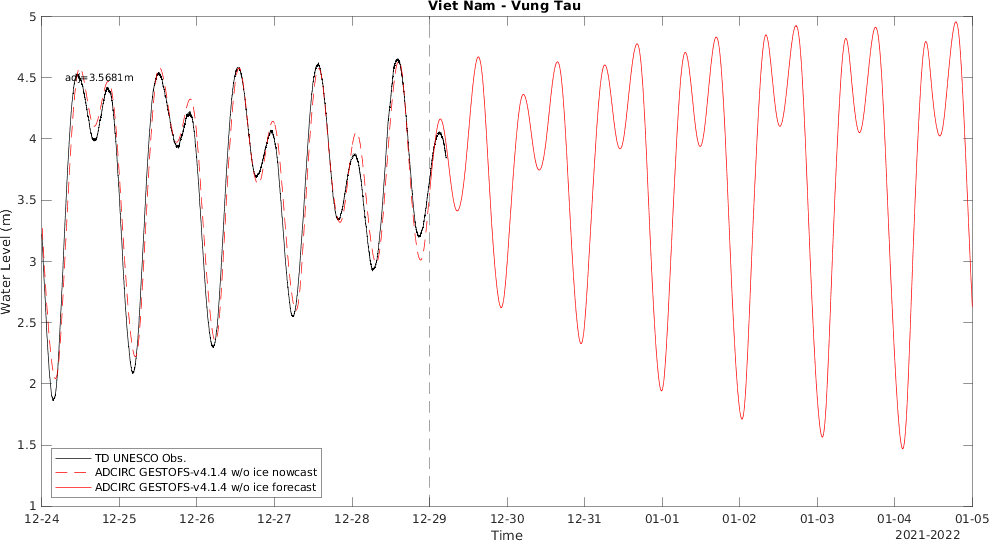 Viet Nam - Vung Tau
5
4.5
4
3.5
3
2.5
2
1.5
1
Water Level (m)
adj=3.5681m
TD UNESCO Obs.
ADCIRC GESTOFS-v4.1.4 w/o ice nowcast
ADCIRC GESTOFS-v4.1.4 w/o ice forecast
12-24 12-25 12-26 12-27 12-28 12-29 12-30 12-31 01-01 01-02 01-03 01-04 01-05
Time
2021-2022